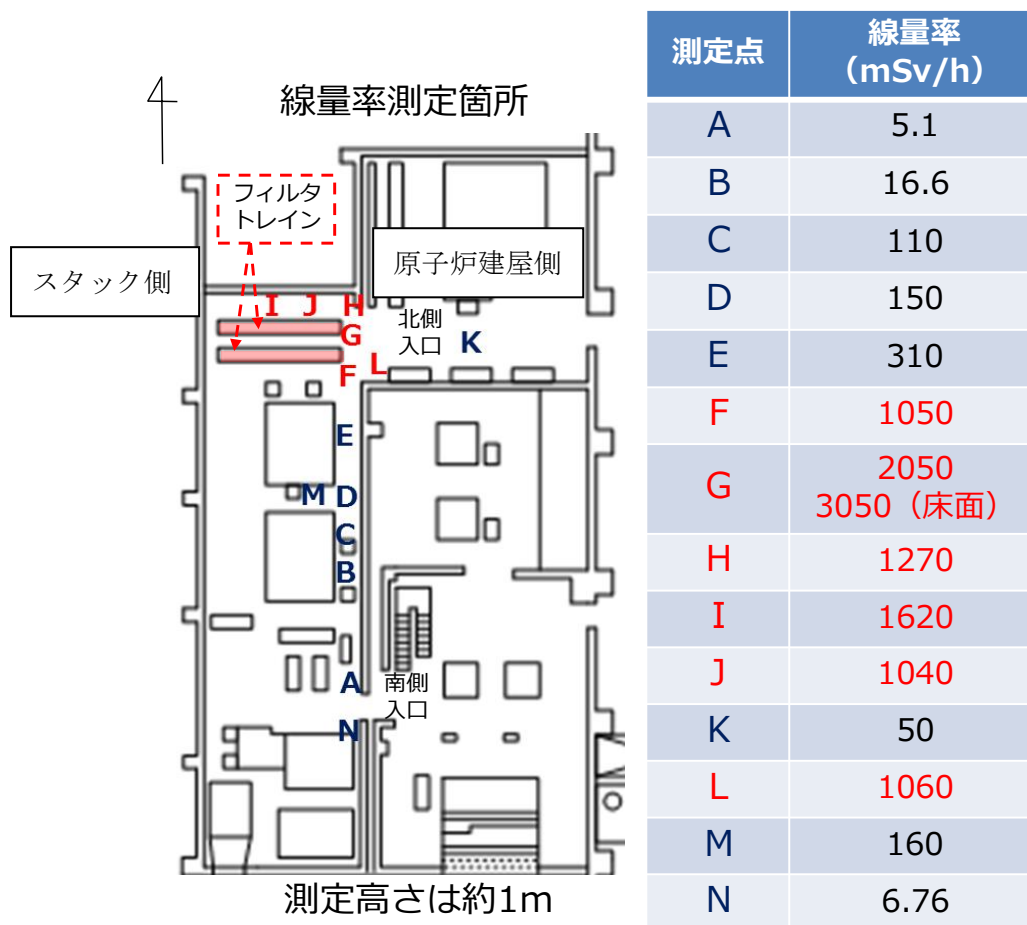 線量率測定箇所
フィルタ
トレイン
スタック側
原子炉建屋側
I J H
北側
入口
G
K
L
F
E
M D
C
B
A
南側
入口
N
測定高さは約1m
測定点 線量率
(mSv/h)
A 5.1
B 16.6
C 110
D 150
E 310
F 1050
G 2050
3050（床面）
H 1270
I 1620
J 1040
K 50
L 1060
M 160
N 6.76